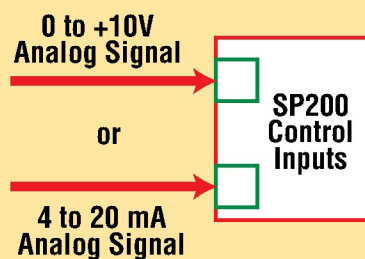 0 to +10V
Analog Signal
or
4 to 20 mA
Analog Signal
SP200
Control
Inputs